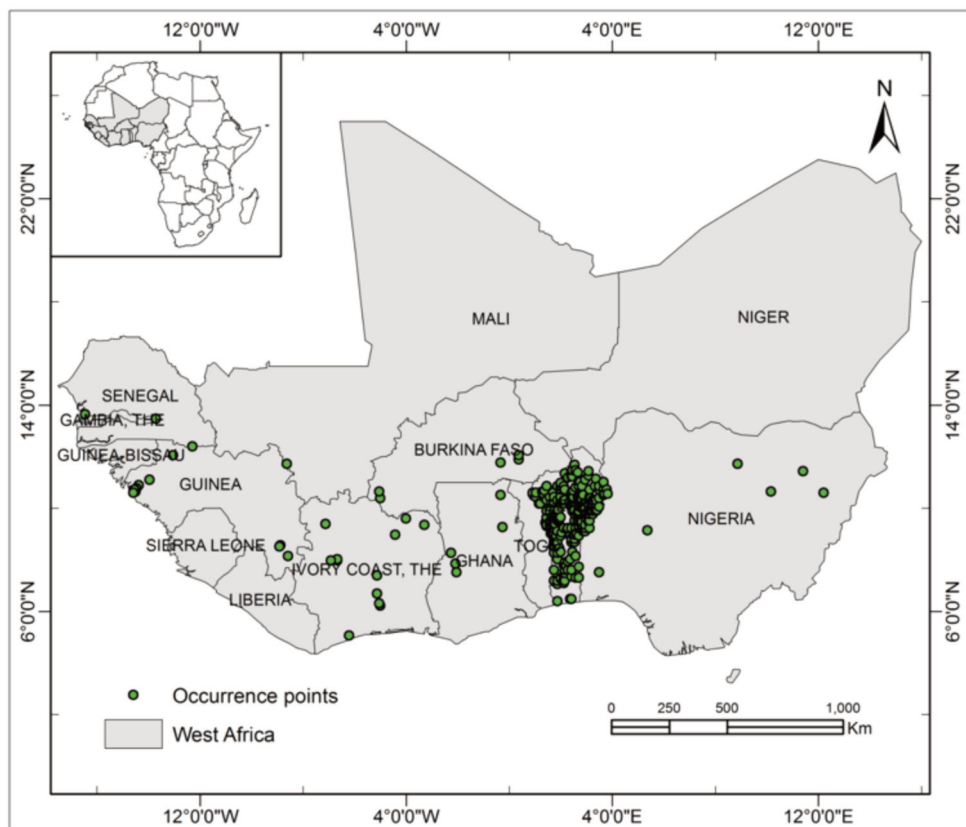 12°0'0"W 4°0'0"W 4°0'0"E 12°0'0"E
N
22°0'0"N 22°0'0"N
MALI
NIGER
14°0'0"N 14°0'0"N
SENEGAL
GAMBIA, THE
BURKINA FASO
GUINEA-BISSAU
GUINEA
NIGERIA
SIERRA LEONE
TOG
GHANA
IVORY COAST, THE
LIBERIA
6°0'0"N 6°0'0"N
Occurrence points
West Africa
0 250 500 1,000
Km
12°0'0"W 4°0'0"W 4°0'0"E 12°0'0"E